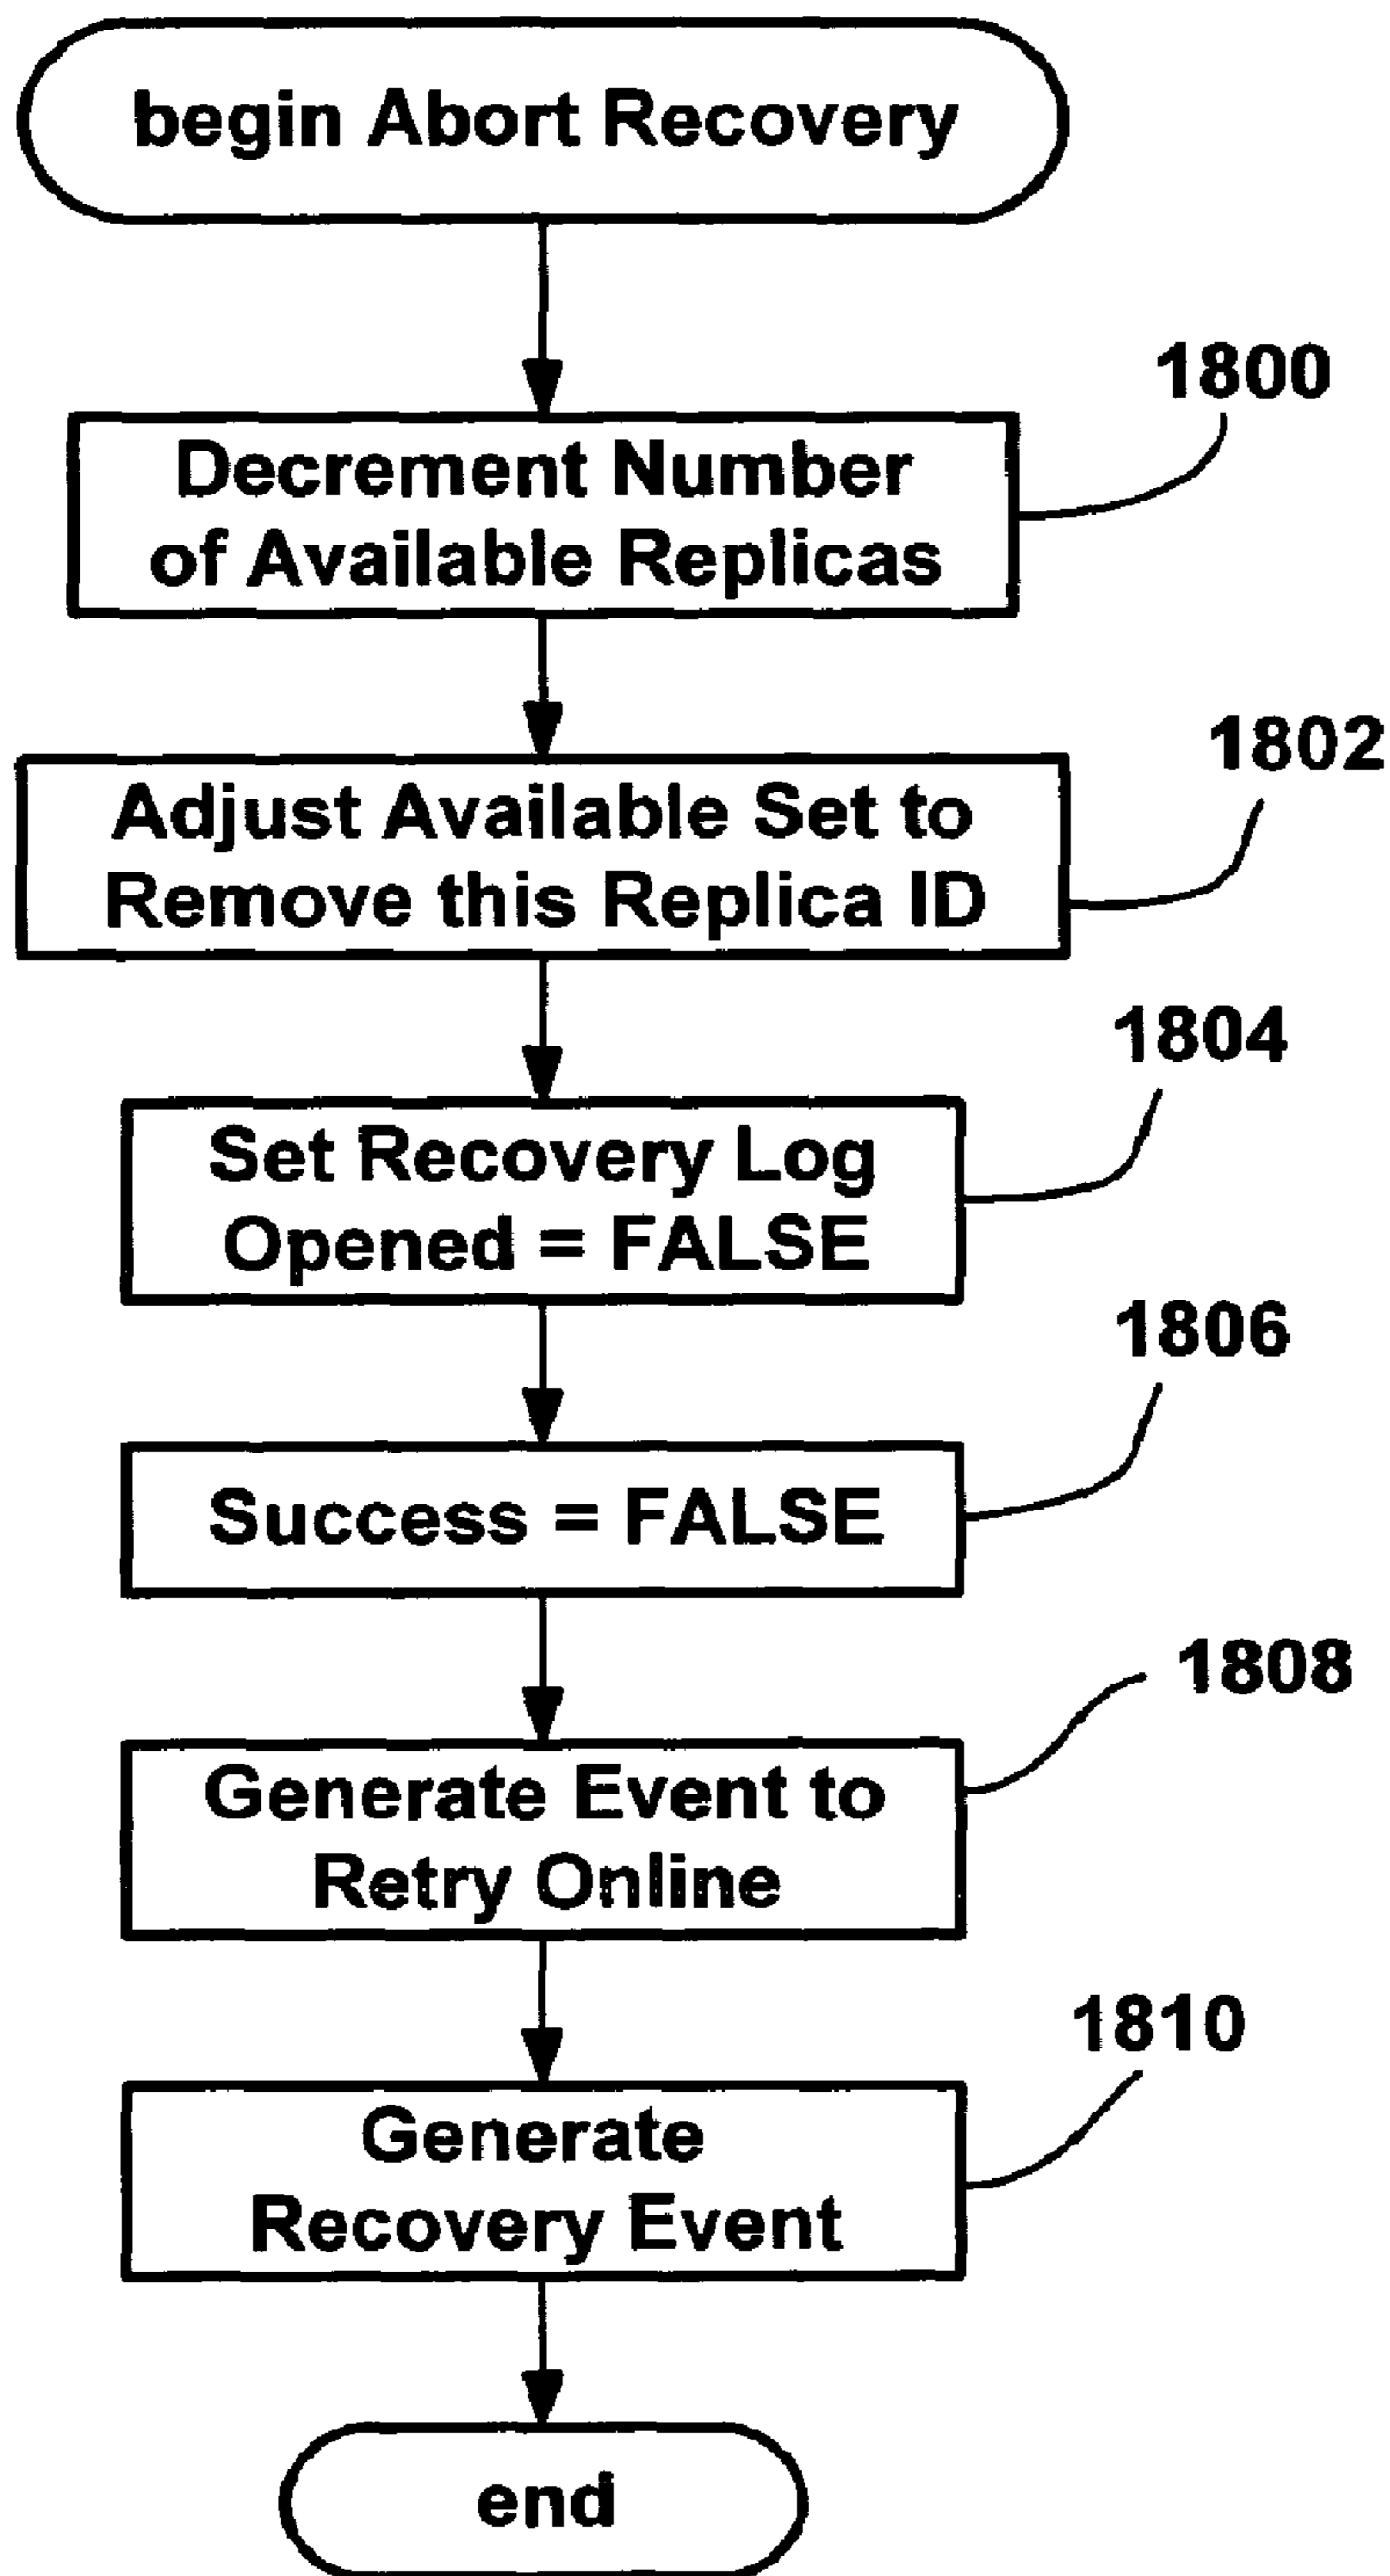 begin Abort Recovery
1800
Decrement Number
of Available Replicas
1802
Adjust Available Set to
Remove this Replica ID
1804
Set Recovery Log
Opened = FALSE
1806
Success = FALSE
1808
Generate Event to
Retry Online
1810
Generate
Recovery Event
end